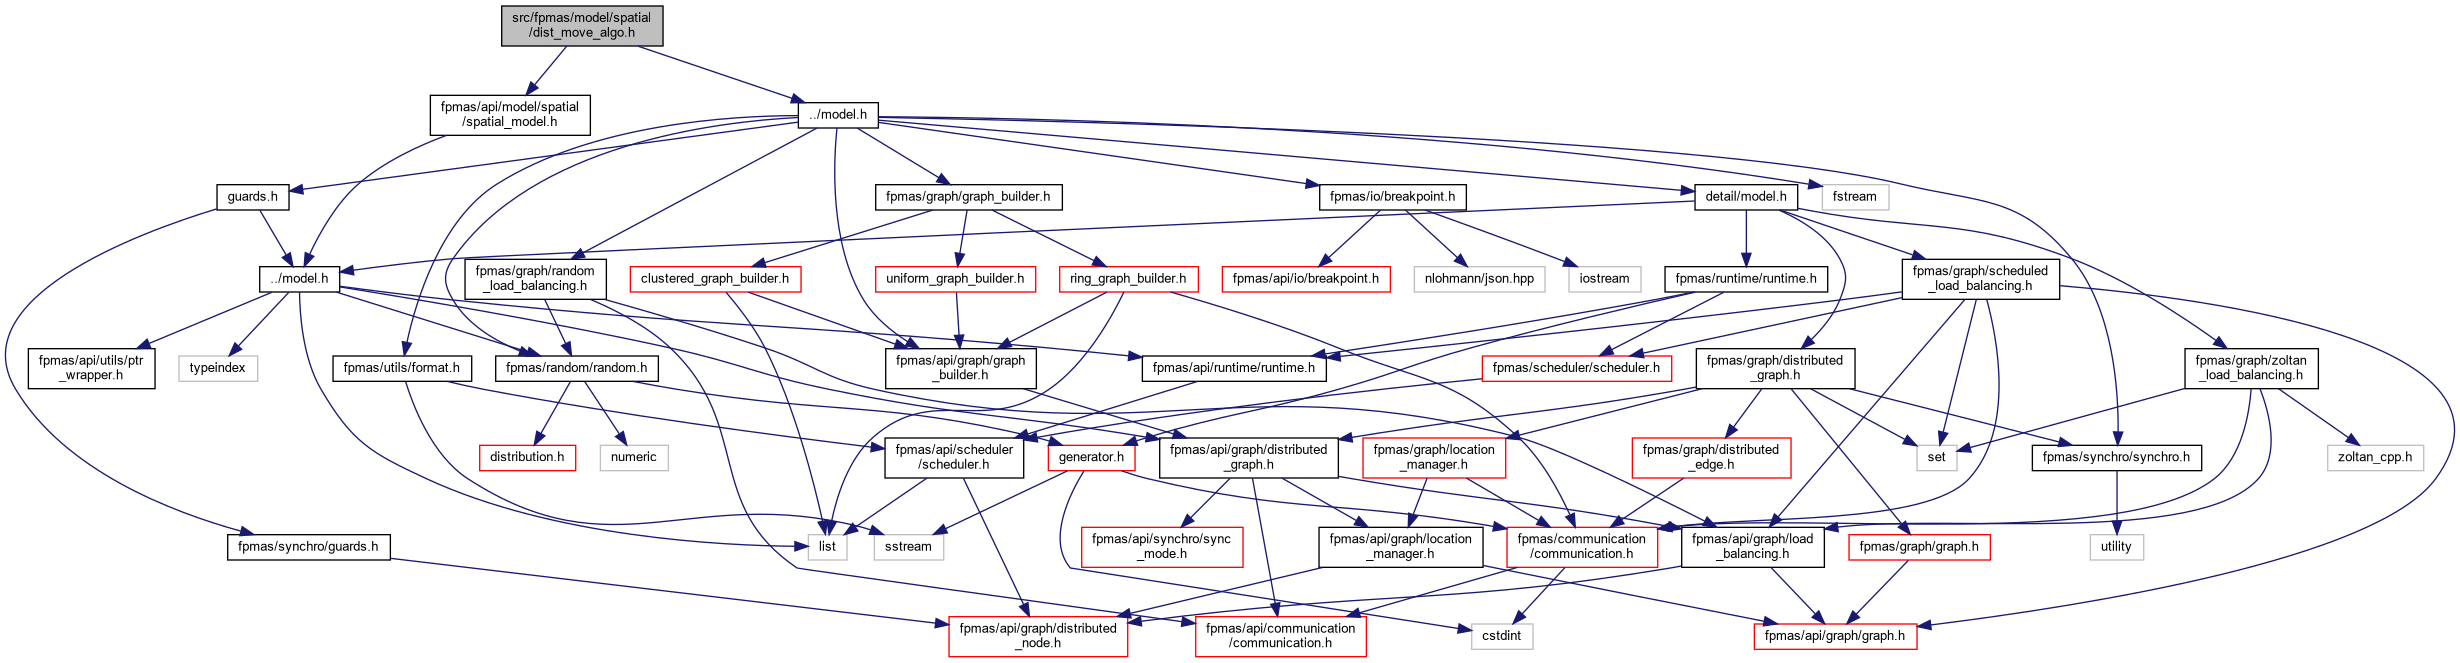 src/fpmas/model/spatial
/dist_move_algo.h
fpmas/api/model/spatial
/spatial_model.h
../model.h
guards.h
fpmas/graph/graph_builder.h
fpmas/io/breakpoint.h
detail/model.h
fstream
../model.h
fpmas/graph/random
_load_balancing.h
clustered_graph_builder.h
uniform_graph_builder.h
ring_graph_builder.h
fpmas/api/io/breakpoint.h
nlohmann/json.hpp
iostream
fpmas/runtime/runtime.h
fpmas/graph/scheduled
_load_balancing.h
fpmas/api/utils/ptr
_wrapper.h
typeindex
fpmas/utils/format.h
fpmas/random/random.h
fpmas/api/graph/graph
_builder.h
fpmas/api/runtime/runtime.h
fpmas/scheduler/scheduler.h
fpmas/graph/distributed
_graph.h
fpmas/graph/zoltan
_load_balancing.h
distribution.h
numeric
fpmas/api/scheduler
/scheduler.h
generator.h
fpmas/api/graph/distributed
_graph.h
fpmas/graph/location
_manager.h
fpmas/graph/distributed
_edge.h
set
fpmas/synchro/synchro.h
zoltan_cpp.h
fpmas/synchro/guards.h
list
sstream
fpmas/api/synchro/sync
_mode.h
fpmas/api/graph/location
_manager.h
fpmas/communication
/communication.h
fpmas/api/graph/load
_balancing.h
fpmas/graph/graph.h
utility
fpmas/api/graph/distributed
_node.h
fpmas/api/communication
/communication.h
cstdint
fpmas/api/graph/graph.h